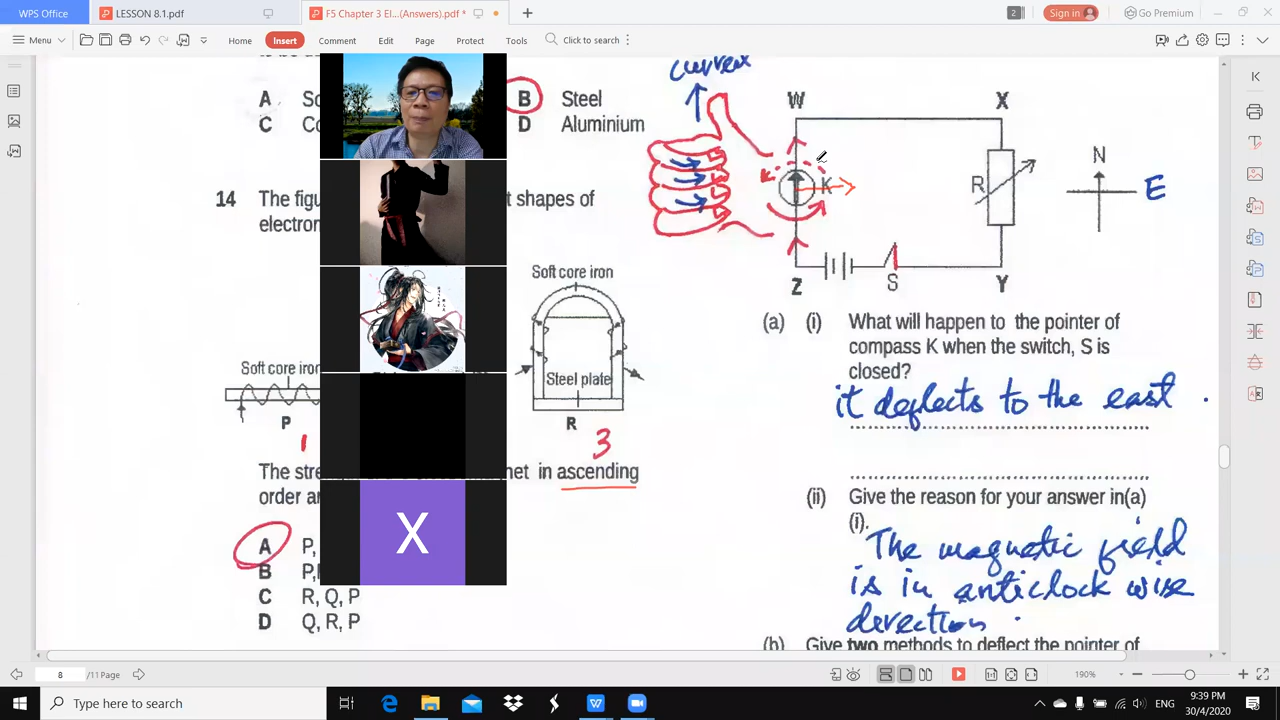 WPS Office
LESSON 8.1.pdf
F5 Chapter 3 El...(Answers).pdf *
+
2
Sign in
Go Premium
Menu
Home
Insert
Comment
Edit
Page
Protect
Tools
Click to search
A So
B Steel
C Co
D Aluminium
14 The figu t shapes of
electron
Soft core iron
P
1
Soft core iron
Steel plate
R
3
The stre net in ascending
order a
A P,
B P,
C R, Q, P
D Q, R, P
X
current
W X
K
R
N
E
S
Z Y
(a) (i) What will happen to the pointer of
compass K when the switch, S is
closed?
it deflects to the east .
(ii) Give the reason for your answer in(a)
(i).
The magnetic field
is in anticlock wise
derection .
(b) Give two methods to deflect the pointer of
8 /11 Page
190%
Type here to search
ENG
9:39 PM
30/4/2020